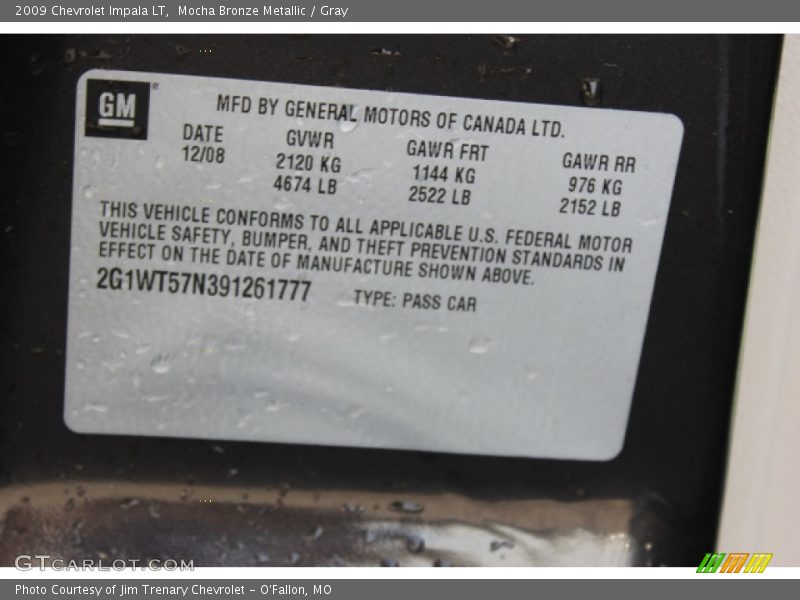 2009 Chevrolet Impala LT, Mocha Bronze Metallic / Gray
GM
MFD BY GENERAL MOTORS OF CANADA LTD.
DATE GVWR GAWR FRT GAWR RR
12/08 2120 KG 1144 KG 976 KG
4674 LB 2522 LB 2152 LB
THIS VEHICLE CONFORMS TO ALL APPLICABLE U.S. FEDERAL MOTOR
VEHICLE SAFETY, BUMPER, AND THEFT PREVENTION STANDARDS IN
EFFECT ON THE DATE OF MANUFACTURE SHOWN ABOVE.
2G1WT57N391261777 TYPE: PASS CAR
GTCARLOT.COM
Photo Courtesy of Jim Trenary Chevrolet - O'Fallon, MO